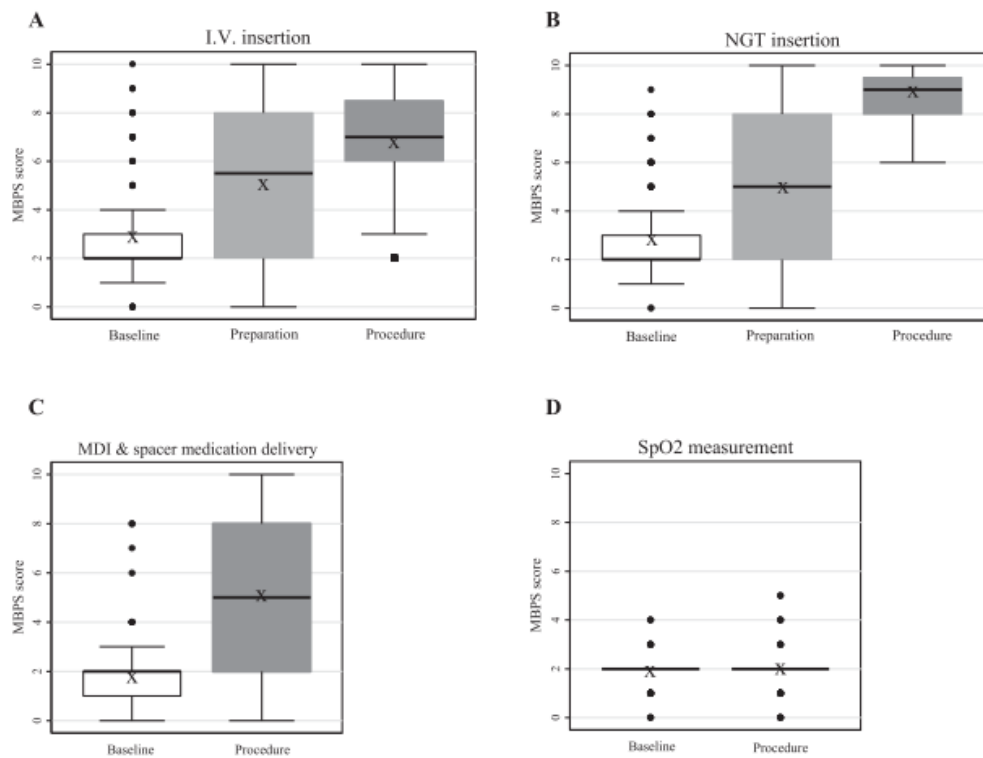 A
I.V. insertion
MBPS score
10
8
6
4
2
0
Baseline
Preparation
Procedure
B
NGT insertion
MBPS score
10
8
6
4
2
0
Baseline
Preparation
Procedure
C
MDI & spacer medication delivery
MBPS score
10
8
6
4
2
0
Baseline
Procedure
D
SpO2 measurement
MBPS score
10
8
6
4
2
0
Baseline
Procedure